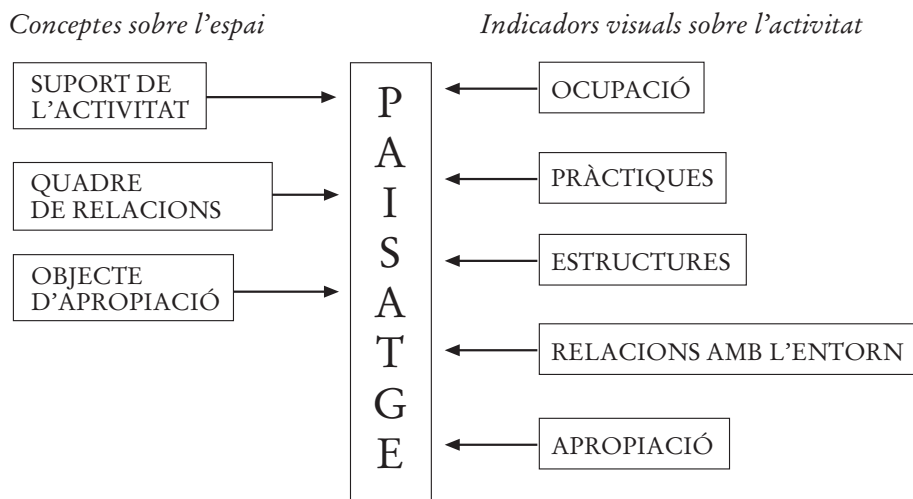 Conceptes sobre l’espai
SUPORT DE
L’ACTIVITAT
QUADRE
DE RELACIONS
OBJECTE
D’APROPIACIÓ
P
A
I
S
A
T
G
E
Indicadors visuals sobre l’activitat
OCUPACIÓ
PRÀCTIQUES
ESTRUCTURES
RELACIONS AMB L’ENTORN
APROPIACIÓ